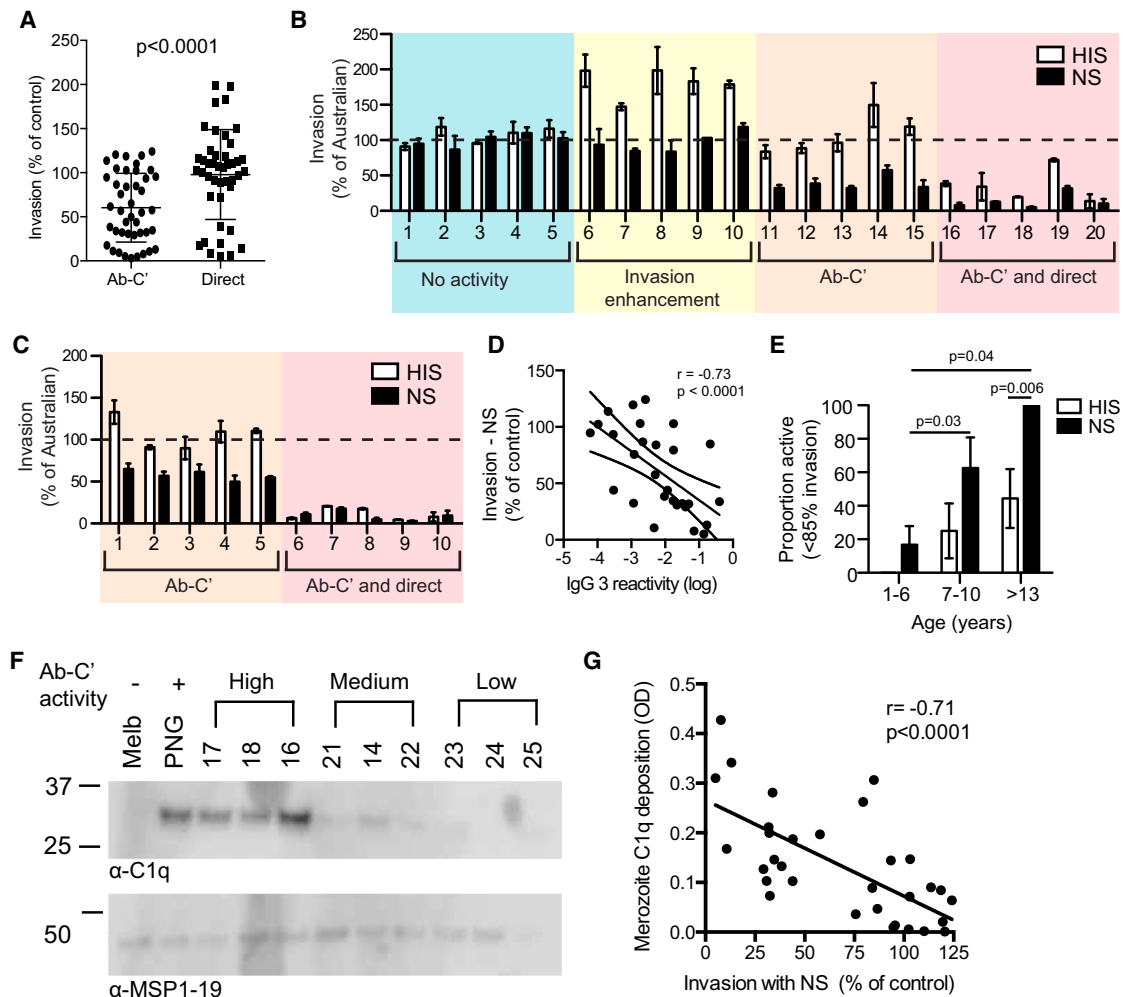 A
p<0.0001
Invasion (% of control)
250
200
150
100
50
0
Ab-C’
Direct
B
Invasion
(% of Australian)
250
200
150
100
50
0
HIS
NS
1 2 3 4 5 6 7 8 9 10 11 12 13 14 15 16 17 18 19 20
No activity
Invasion
enhancement
Ab-C’
Ab-C’ and direct
C
Invasion
(% of Australian)
200
150
100
50
0
HIS
NS
1 2 3 4 5 6 7 8 9 10
Ab-C’
Ab-C’ and direct
D
r = -0.73
p < 0.0001
Invasion - NS
(% of control)
150
100
50
0
-5 -4 -3 -2 -1 0
IgG 3 reactivity (log)
E
p=0.04
p=0.006
p=0.03
HIS
NS
Proportion active
(<85% invasion)
100
80
60
40
20
0
1-6 7-10 >13
Age (years)
F
Ab-C’
activity
- + High Medium Low
Melb PNG 17 18 16 21 14 22 23 24 25
37
25
α-C1q
50
α-MSP1-19
G
r= -0.71
p<0.0001
Merozoite C1q deposition (OD)
0.5
0.4
0.3
0.2
0.1
0.0
0 25 50 75 100 125
Invasion with NS (% of control)